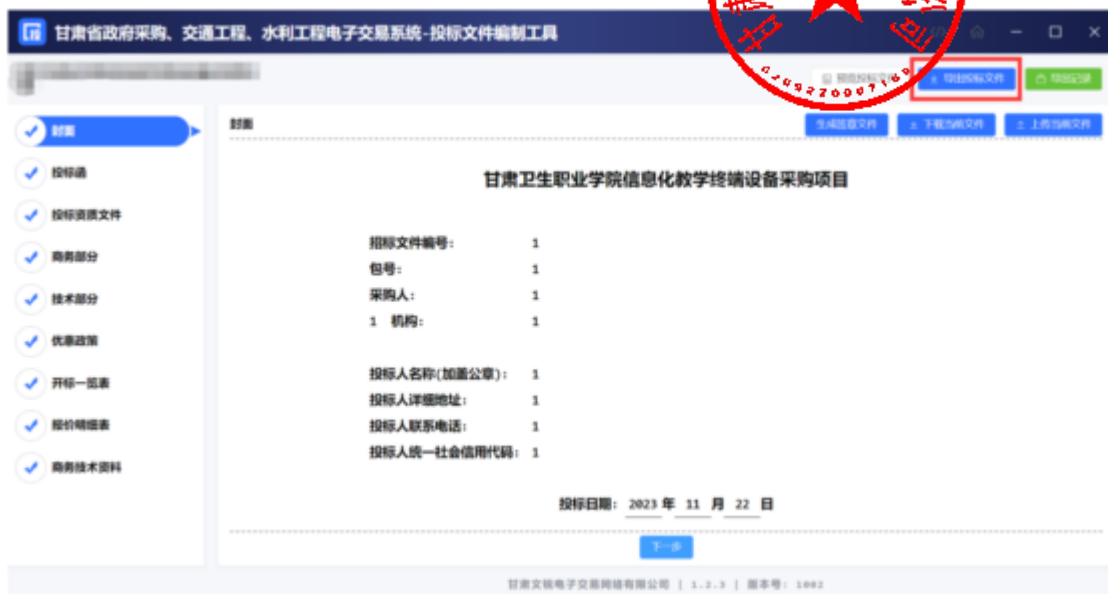 甘肃省政府采购、交通工程、水利工程电子交易系统-投标文件编制工具
导出投标文件
导出记录
封面
封面
生成签章文件
下载当前文件
上传当前文件
投标函
投标资质文件
商务部分
技术部分
优惠政策
开标一览表
报价明细表
商务技术资料
甘肃卫生职业学院信息化教学终端设备采购项目
招标文件编号: 1
包号: 1
采购人: 1
1 机构: 1
投标人名称(加盖公章): 1
投标人详细地址: 1
投标人联系电话: 1
投标人统一社会信用代码: 1
投标日期: 2023 年 11 月 22 日
下一步
甘肃文锐电子交易网络有限公司 | 1.2.3 | 版本号: 1002